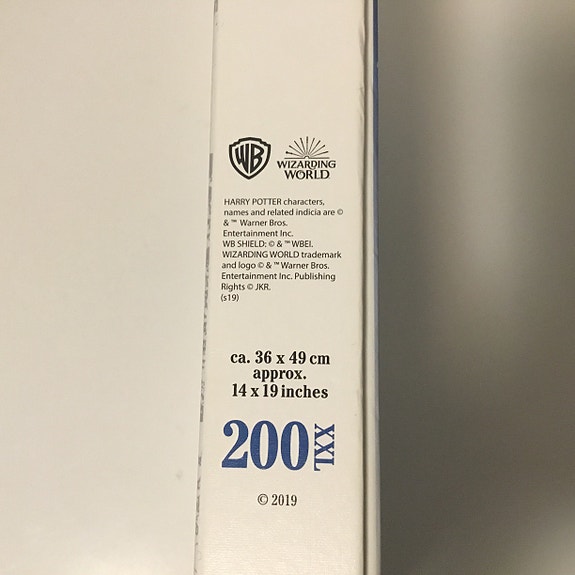 WB
WIZARDING
WORLD
HARRY POTTER characters,
names and related indicia are ©
& ™ Warner Bros.
Entertainment Inc.
WB SHIELD: © & ™ WBEI.
WIZARDING WORLD trademark
and logo © & ™ Warner Bros.
Entertainment Inc. Publishing
Rights © JKR.
(s19)
ca. 36 x 49 cm
approx.
14 x 19 inches
200 XXL
© 2019